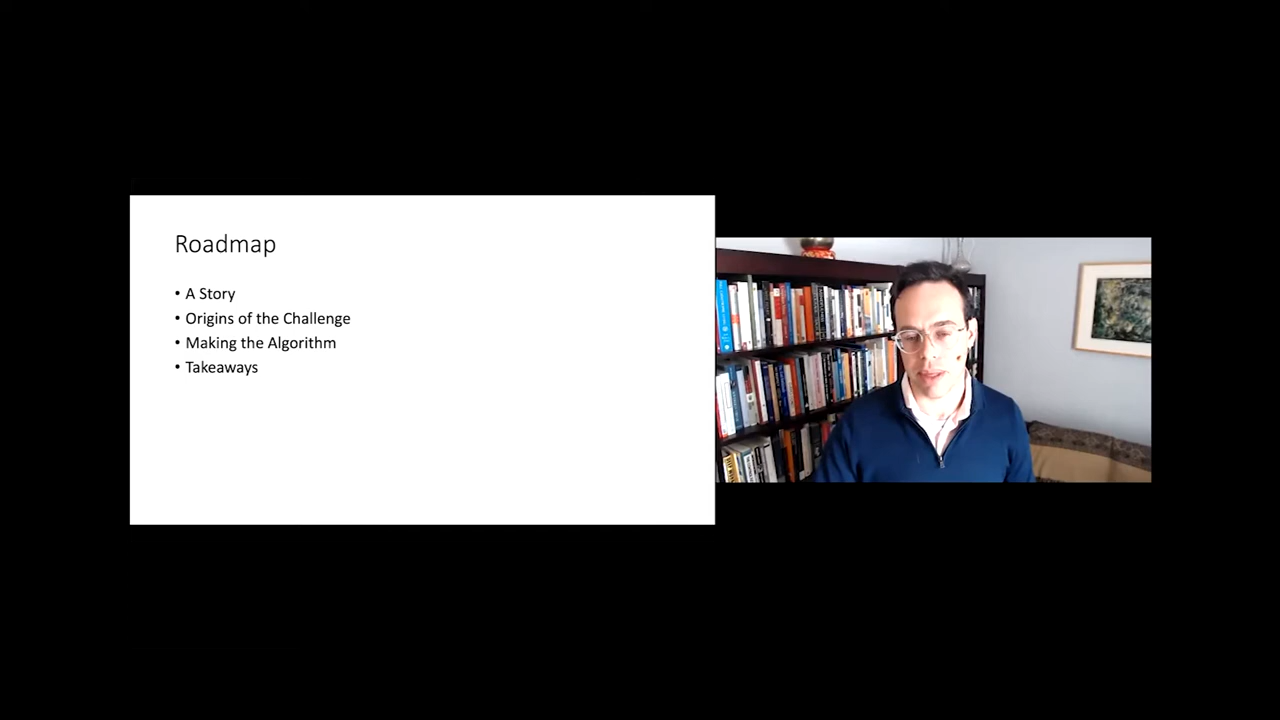 Roadmap
• A Story
• Origins of the Challenge
• Making the Algorithm
• Takeaways